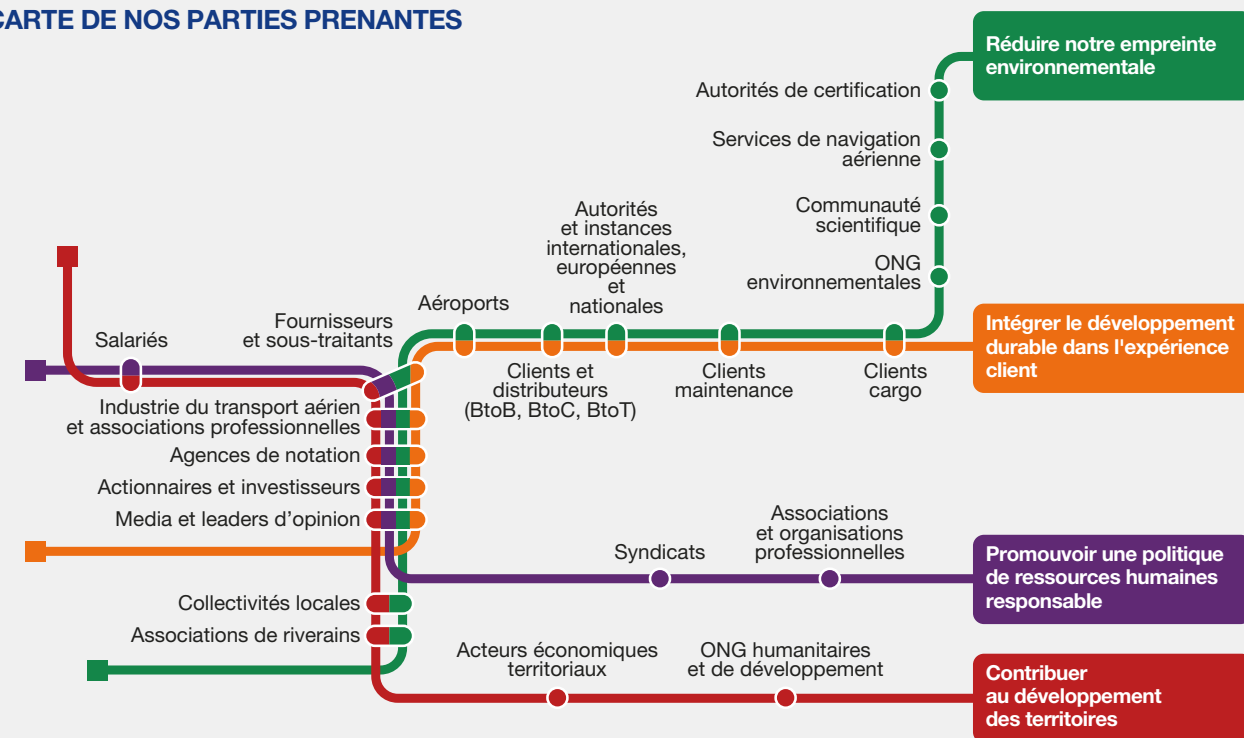 CARTE DE NOS PARTIES PRENANTES
Réduire notre empreinte
environnementale
Autorités de certification
Services de navigation
aérienne
Communauté
scientifique
ONG
environnementales
Autorités
et instances
internationales,
européennes
et
nationales
Aéroports
Fournisseurs
et sous-traitants
Salariés
Intégrer le développement
durable dans l'expérience
client
Clients et
distributeurs
(BtoB, BtoC, BtoT)
Clients
maintenance
Clients
cargo
Industrie du transport aérien
et associations professionnelles
Agences de notation
Actionnaires et investisseurs
Media et leaders d’opinion
Syndicats
Associations
et organisations
professionnelles
Promouvoir une politique
de ressources humaines
responsable
Collectivités locales
Associations de riverains
Acteurs économiques
territoriaux
ONG humanitaires
et de développement
Contribuer
au développement
des territoires